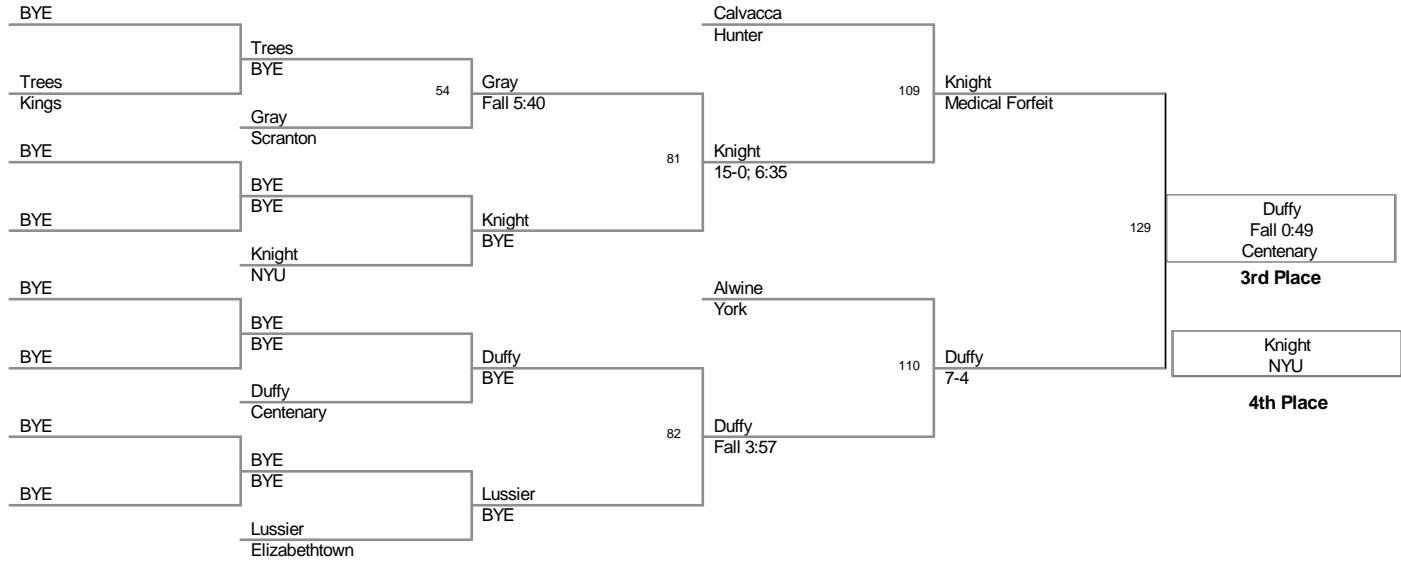 BYE
Trees
Kings
BYE
BYE
BYE
BYE
BYE
BYE
Trees
BYE
Gray
Scranton
BYE
BYE
Knight
NYU
BYE
BYE
Duffy
Centenary
BYE
BYE
Lussier
Elizabethtown
54
Gray
Fall 5:40
Knight
BYE
Duffy
BYE
Lussier
BYE
81
82
Calvacca
Hunter
Knight
15-0; 6:35
Alwine
York
Duffy
Fall 3:57
109
110
Knight
Medical Forfeit
Duffy
7-4
129
Duffy
Fall 0:49
Centenary
3rd Place
Knight
NYU
4th Place